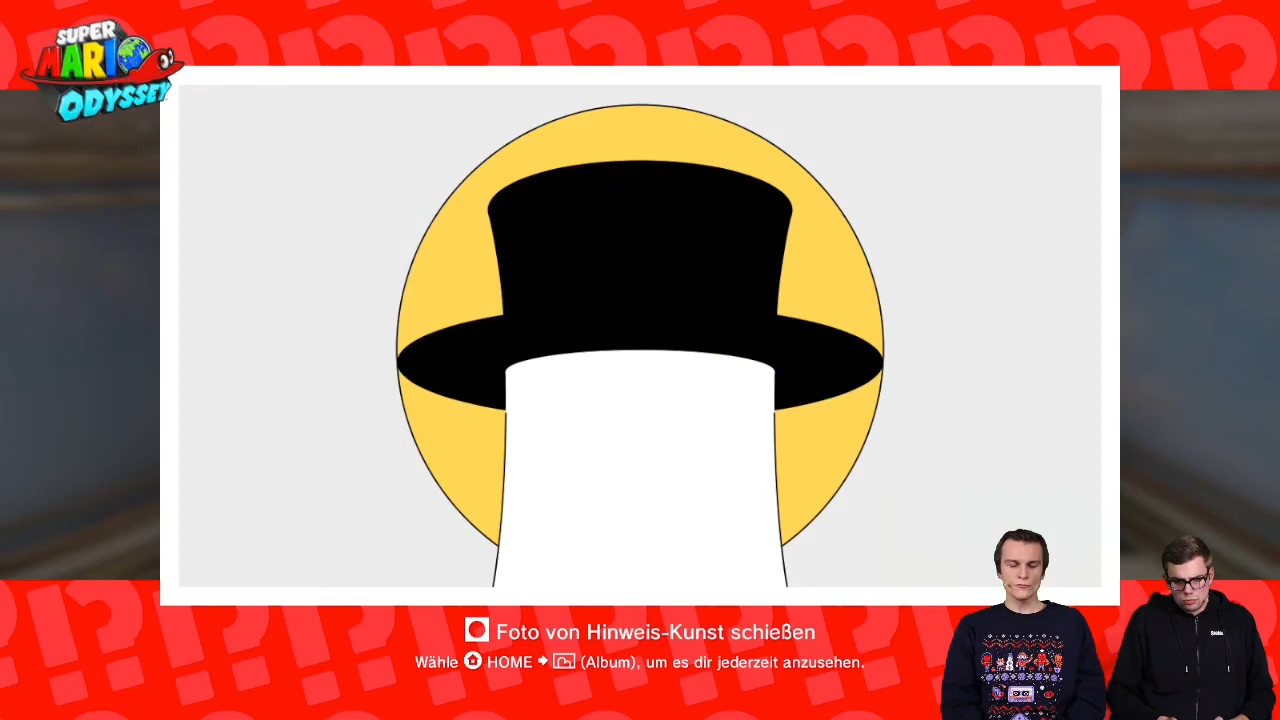 SUPER
MARIO
ODYSSEY
Foto von Hinweis-Kunst schießen
Wähle HOME → (Album), um es dir jederzeit anzusehen.